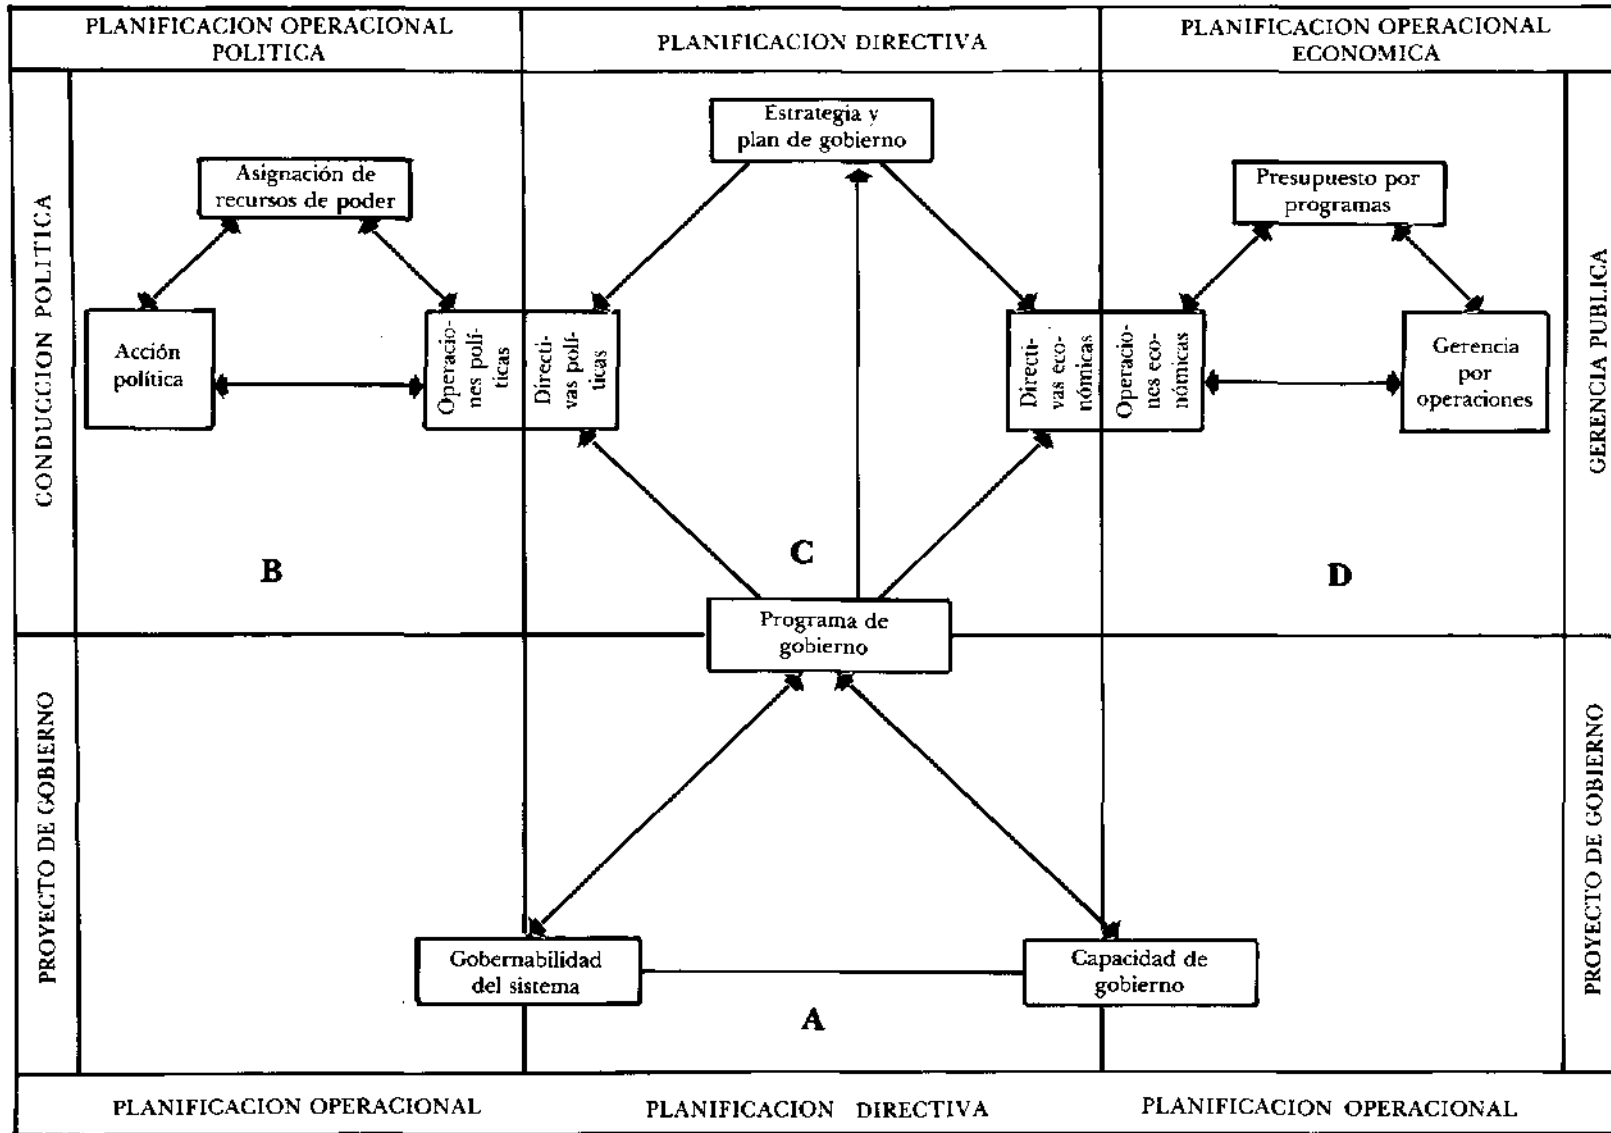 PLANIFICACION OPERACIONAL
POLITICA
PLANIFICACION DIRECTIVA
PLANIFICACION OPERACIONAL
ECONOMICA
CONDUCCION POLITICA
Asignación de
recursos de poder
Acción
política
Operacio-
nes polí-
ticas
Directi-
vas polí-
ticas
B
Estrategia y
plan de gobierno
C
Directi-
vas eco-
nómicas
Operacio-
nes eco-
nómicas
Presupuesto por
programas
Gerencia
por
operaciones
D
GERENCIA PUBLICA
Programa de
gobierno
PROYECTO DE GOBIERNO
Gobernabilidad
del sistema
A
Capacidad de
gobierno
PROYECTO DE GOBIERNO
PLANIFICACION OPERACIONAL
PLANIFICACION DIRECTIVA
PLANIFICACION OPERACIONAL